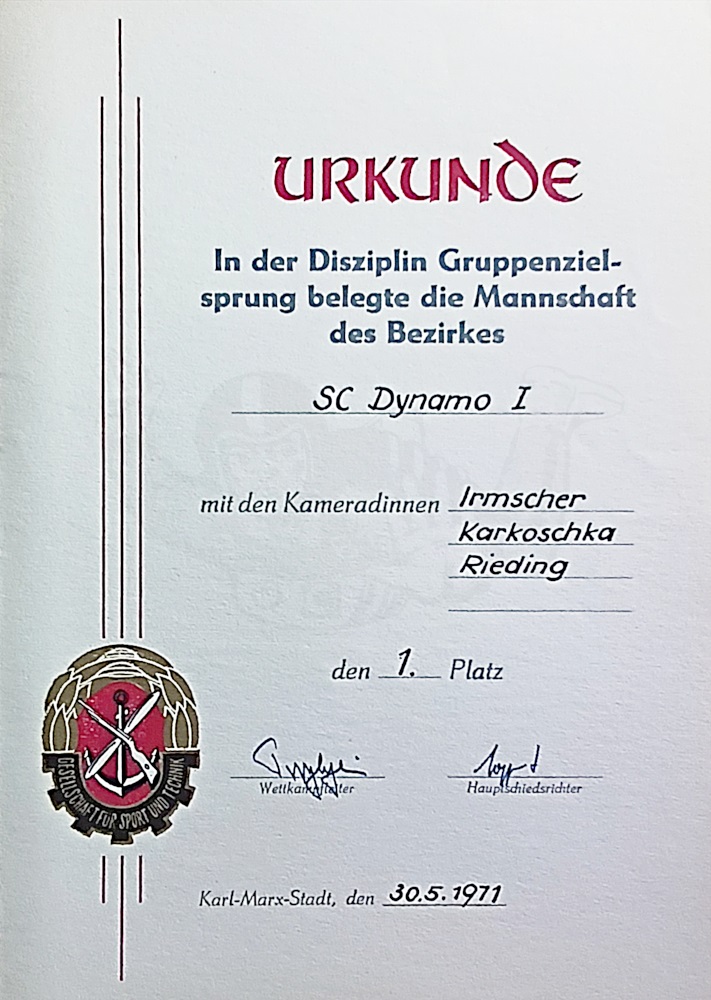 URKUNDE
In der Disziplin Gruppenziel-
sprung belegte die Mannschaft
des Bezirkes
SC Dynamo I
mit den Kameradinnen Irmscher
Karkoschka
Rieding
den 1. Platz
Wettkampfleiter Hauptschiedsrichter
GESELLSCHAFT FÜR SPORT UND TECHNIK
Karl-Marx-Stadt, den 30.5.1971